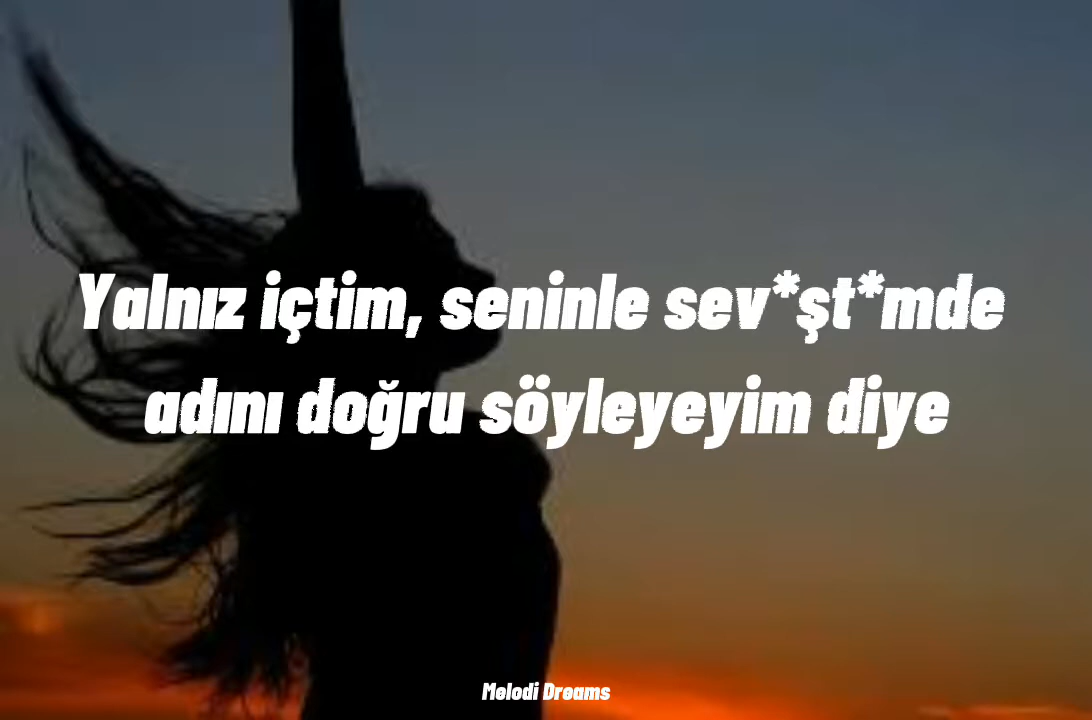 Yalnız içtim, seninle sev*şt*mde
adını doğru söyleyeyim diye
Melodi Dreams